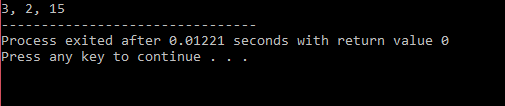 3, 2, 15
--------------------------------
Process exited after 0.01221 seconds with return value 0
Press any key to continue . . .